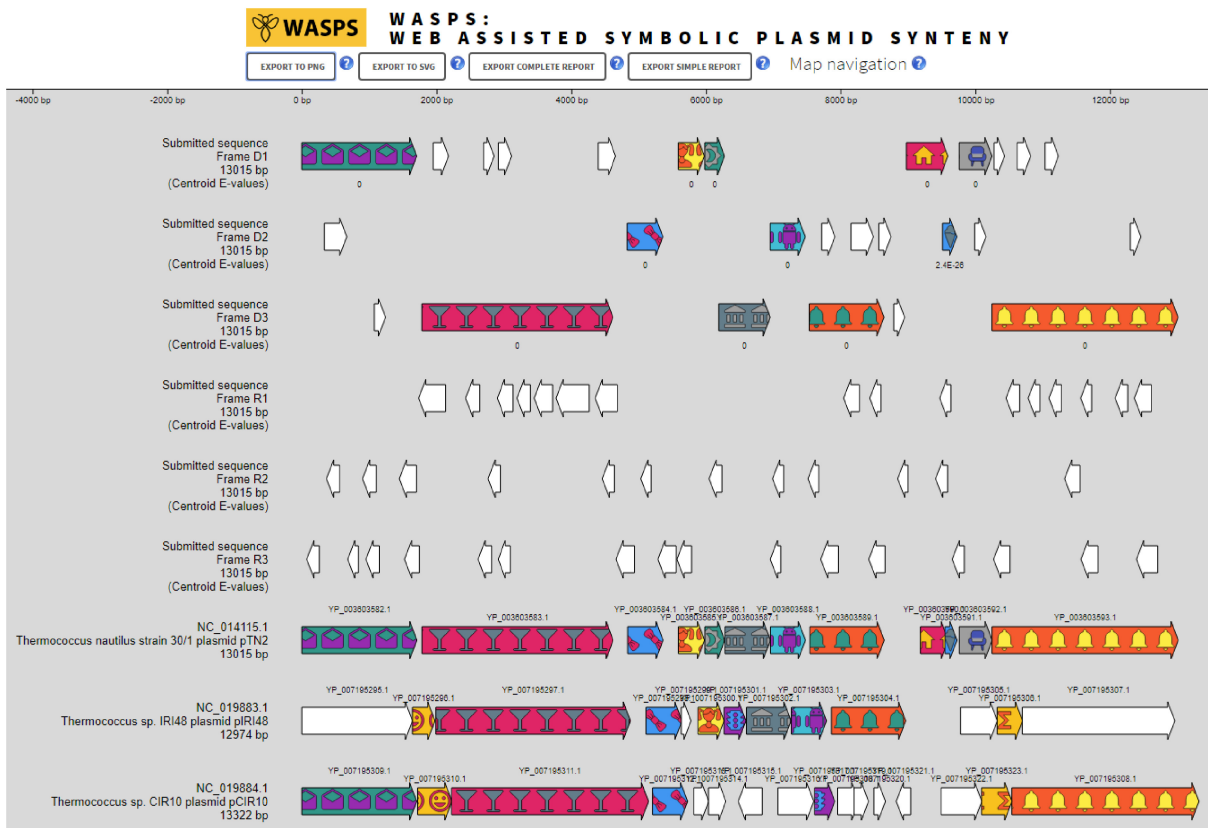 WASPS
WASPS:
WEB ASSISTED SYMBOLIC PLASMID SYNTENY
EXPORT TO PNG ? EXPORT TO SVG ? EXPORT COMPLETE REPORT ? EXPORT SIMPLE REPORT ? Map navigation ?
-4000 bp -2000 bp 0 bp 2000 bp 4000 bp 6000 bp 8000 bp 10000 bp 12000 bp
Submitted sequence
Frame D1
13015 bp
(Centroid E-values)
0 0 0 0 0
Submitted sequence
Frame D2
13015 bp
(Centroid E-values)
0 0 2.4E-26
Submitted sequence
Frame D3
13015 bp
(Centroid E-values)
0 0 0 0
Submitted sequence
Frame R1
13015 bp
(Centroid E-values)
Submitted sequence
Frame R2
13015 bp
(Centroid E-values)
Submitted sequence
Frame R3
13015 bp
(Centroid E-values)
YP_003603582.1 YP_003603583.1 YP_003603584.1 YP_003603586.1 YP_003603588.1 YP_003603592.1
YP_003603587.1 YP_003603589.1 YP_003603591.1 YP_003603593.1
NC_014115.1
Thermococcus nautilus strain 30/1 plasmid pTN2
13015 bp
YP_007195295.1 YP_007195297.1 YP_007195301.1 YP_007195303.1 YP_007195305.1 YP_007195307.1
YP_007195296.1 YP_007195302.1 YP_007195304.1 YP_007195306.1
NC_019883.1
Thermococcus sp. IRI48 plasmid pIRI48
12974 bp
YP_007195309.1 YP_007195311.1 YP_007195315.1 YP_007195321.1 YP_007195323.1
YP_007195310.1 YP_007195314.1 YP_007195320.1 YP_007195322.1 YP_007195308.1
NC_019884.1
Thermococcus sp. CIR10 plasmid pCIR10
13322 bp